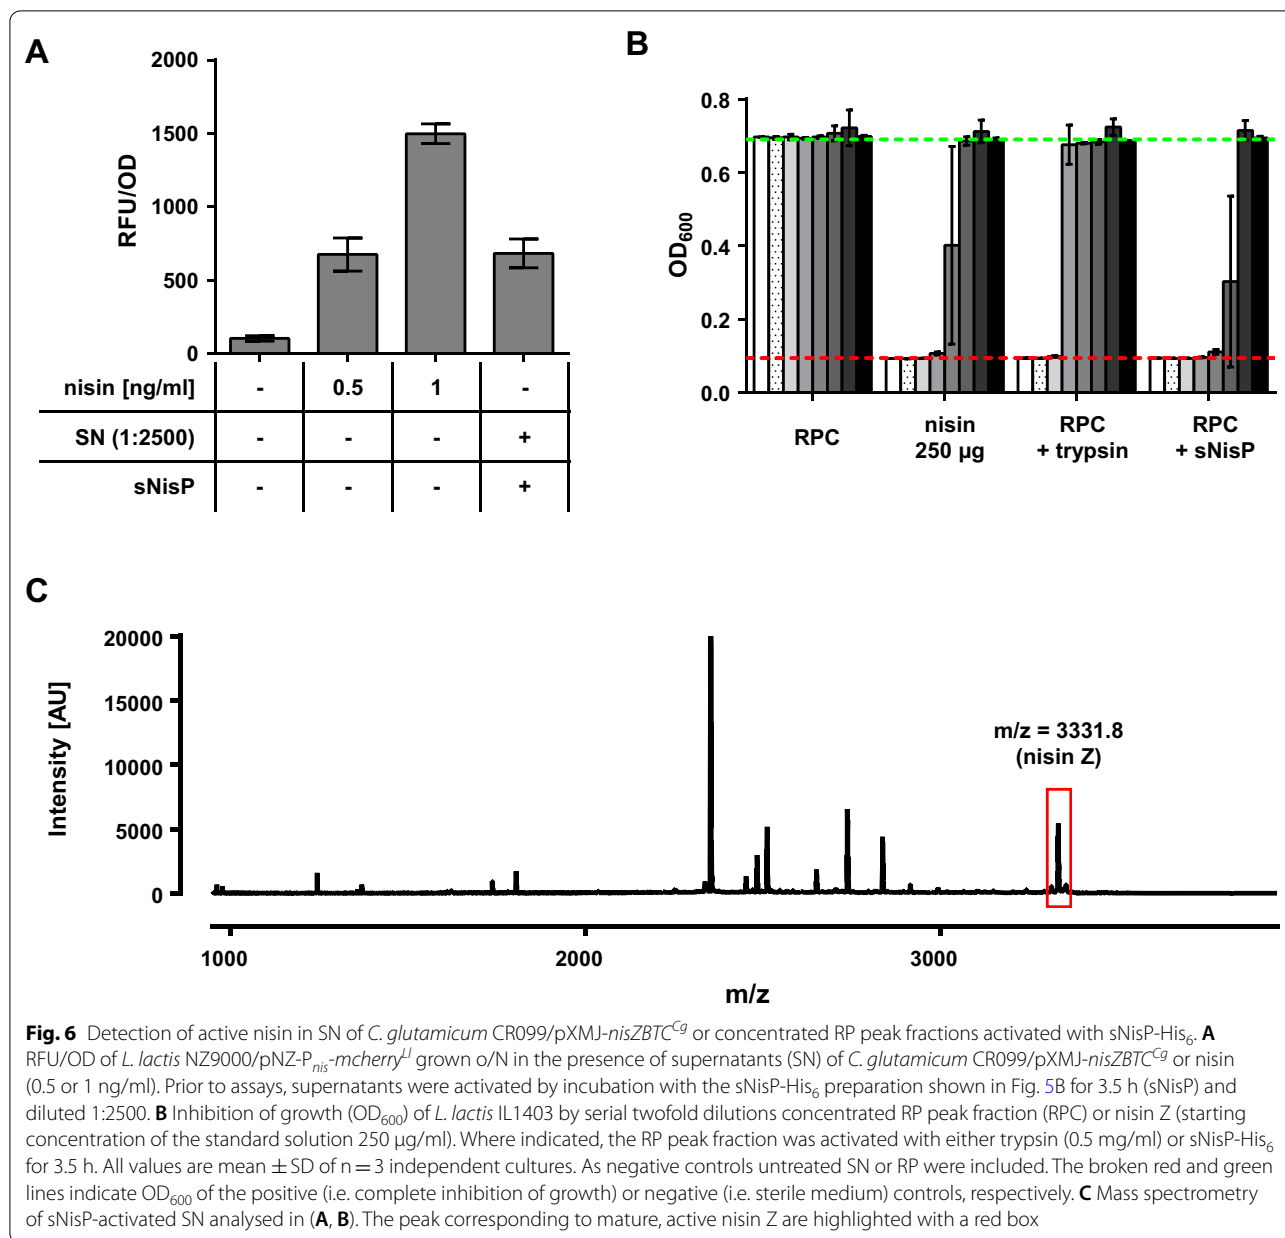 A
2000
1500
1000
500
0
RFU/OD
nisin [ng/ml] - 0.5 1 -
SN (1:2500) - - - +
sNisP - - - +
B
0.8
0.6
0.4
0.2
0.0
OD600
RPC
nisin
250 µg
RPC
+ trypsin
RPC
+ sNisP
C
20000
15000
10000
5000
0
Intensity [AU]
m/z = 3331.8
(nisin Z)
1000 2000 3000
m/z
Fig. 6 Detection of active nisin in SN of C. glutamicum CR099/pXMJ-nisZBTC^Cg or concentrated RP peak fractions activated with sNisP-His6. A
RFU/OD of L. lactis NZ9000/pNZ-Pnis-mcherry^Ll grown o/N in the presence of supernatants (SN) of C. glutamicum CR099/pXMJ-nisZBTC^Cg or nisin
(0.5 or 1 ng/ml). Prior to assays, supernatants were activated by incubation with the sNisP-His6 preparation shown in Fig. 5B for 3.5 h (sNisP) and
diluted 1:2500. B Inhibition of growth (OD600) of L. lactis IL1403 by serial twofold dilutions concentrated RP peak fraction (RPC) or nisin Z (starting
concentration of the standard solution 250 µg/ml). Where indicated, the RP peak fraction was activated with either trypsin (0.5 mg/ml) or sNisP-His6
for 3.5 h. All values are mean ± SD of n = 3 independent cultures. As negative controls untreated SN or RP were included. The broken red and green
lines indicate OD600 of the positive (i.e. complete inhibition of growth) or negative (i.e. sterile medium) controls, respectively. C Mass spectrometry
of sNisP-activated SN analysed in (A, B). The peak corresponding to mature, active nisin Z are highlighted with a red box